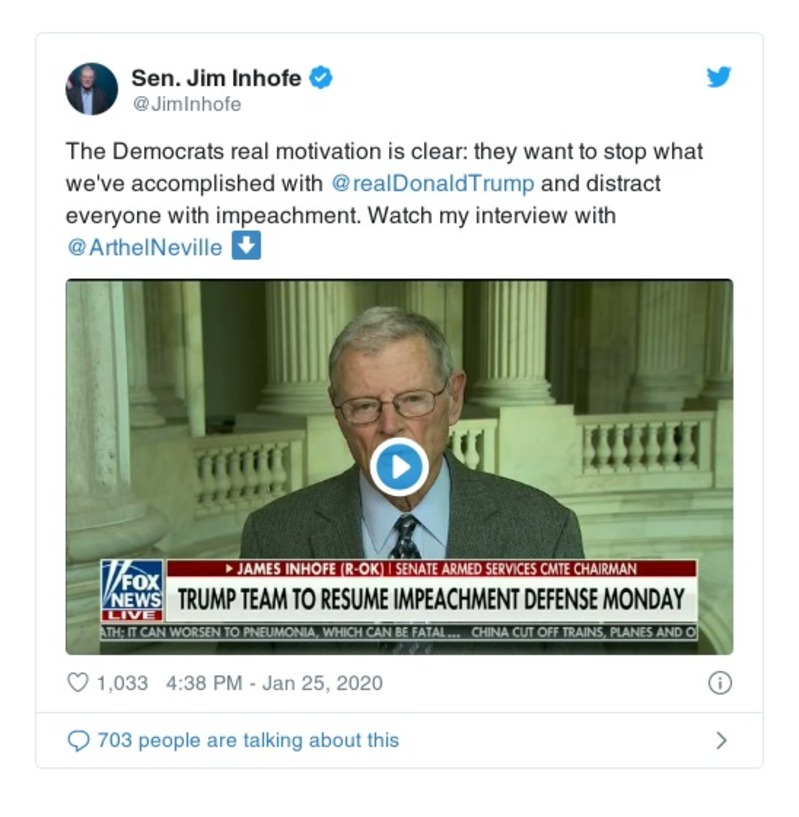 Sen. Jim Inhofe
@JimInhofe
The Democrats real motivation is clear: they want to stop what
we've accomplished with @realDonaldTrump and distract
everyone with impeachment. Watch my interview with
@ArthelNeville
JAMES INHOFE (R-OK) | SENATE ARMED SERVICES CMTE CHAIRMAN
FOX
NEWS
LIVE
TRUMP TEAM TO RESUME IMPEACHMENT DEFENSE MONDAY
ATH; IT CAN WORSEN TO PNEUMONIA, WHICH CAN BE FATAL... CHINA CUT OFF TRAINS, PLANES AND O
1,033 4:38 PM - Jan 25, 2020
703 people are talking about this